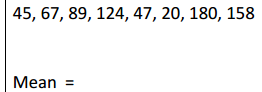 45, 67, 89, 124, 47, 20, 180, 158
Mean =